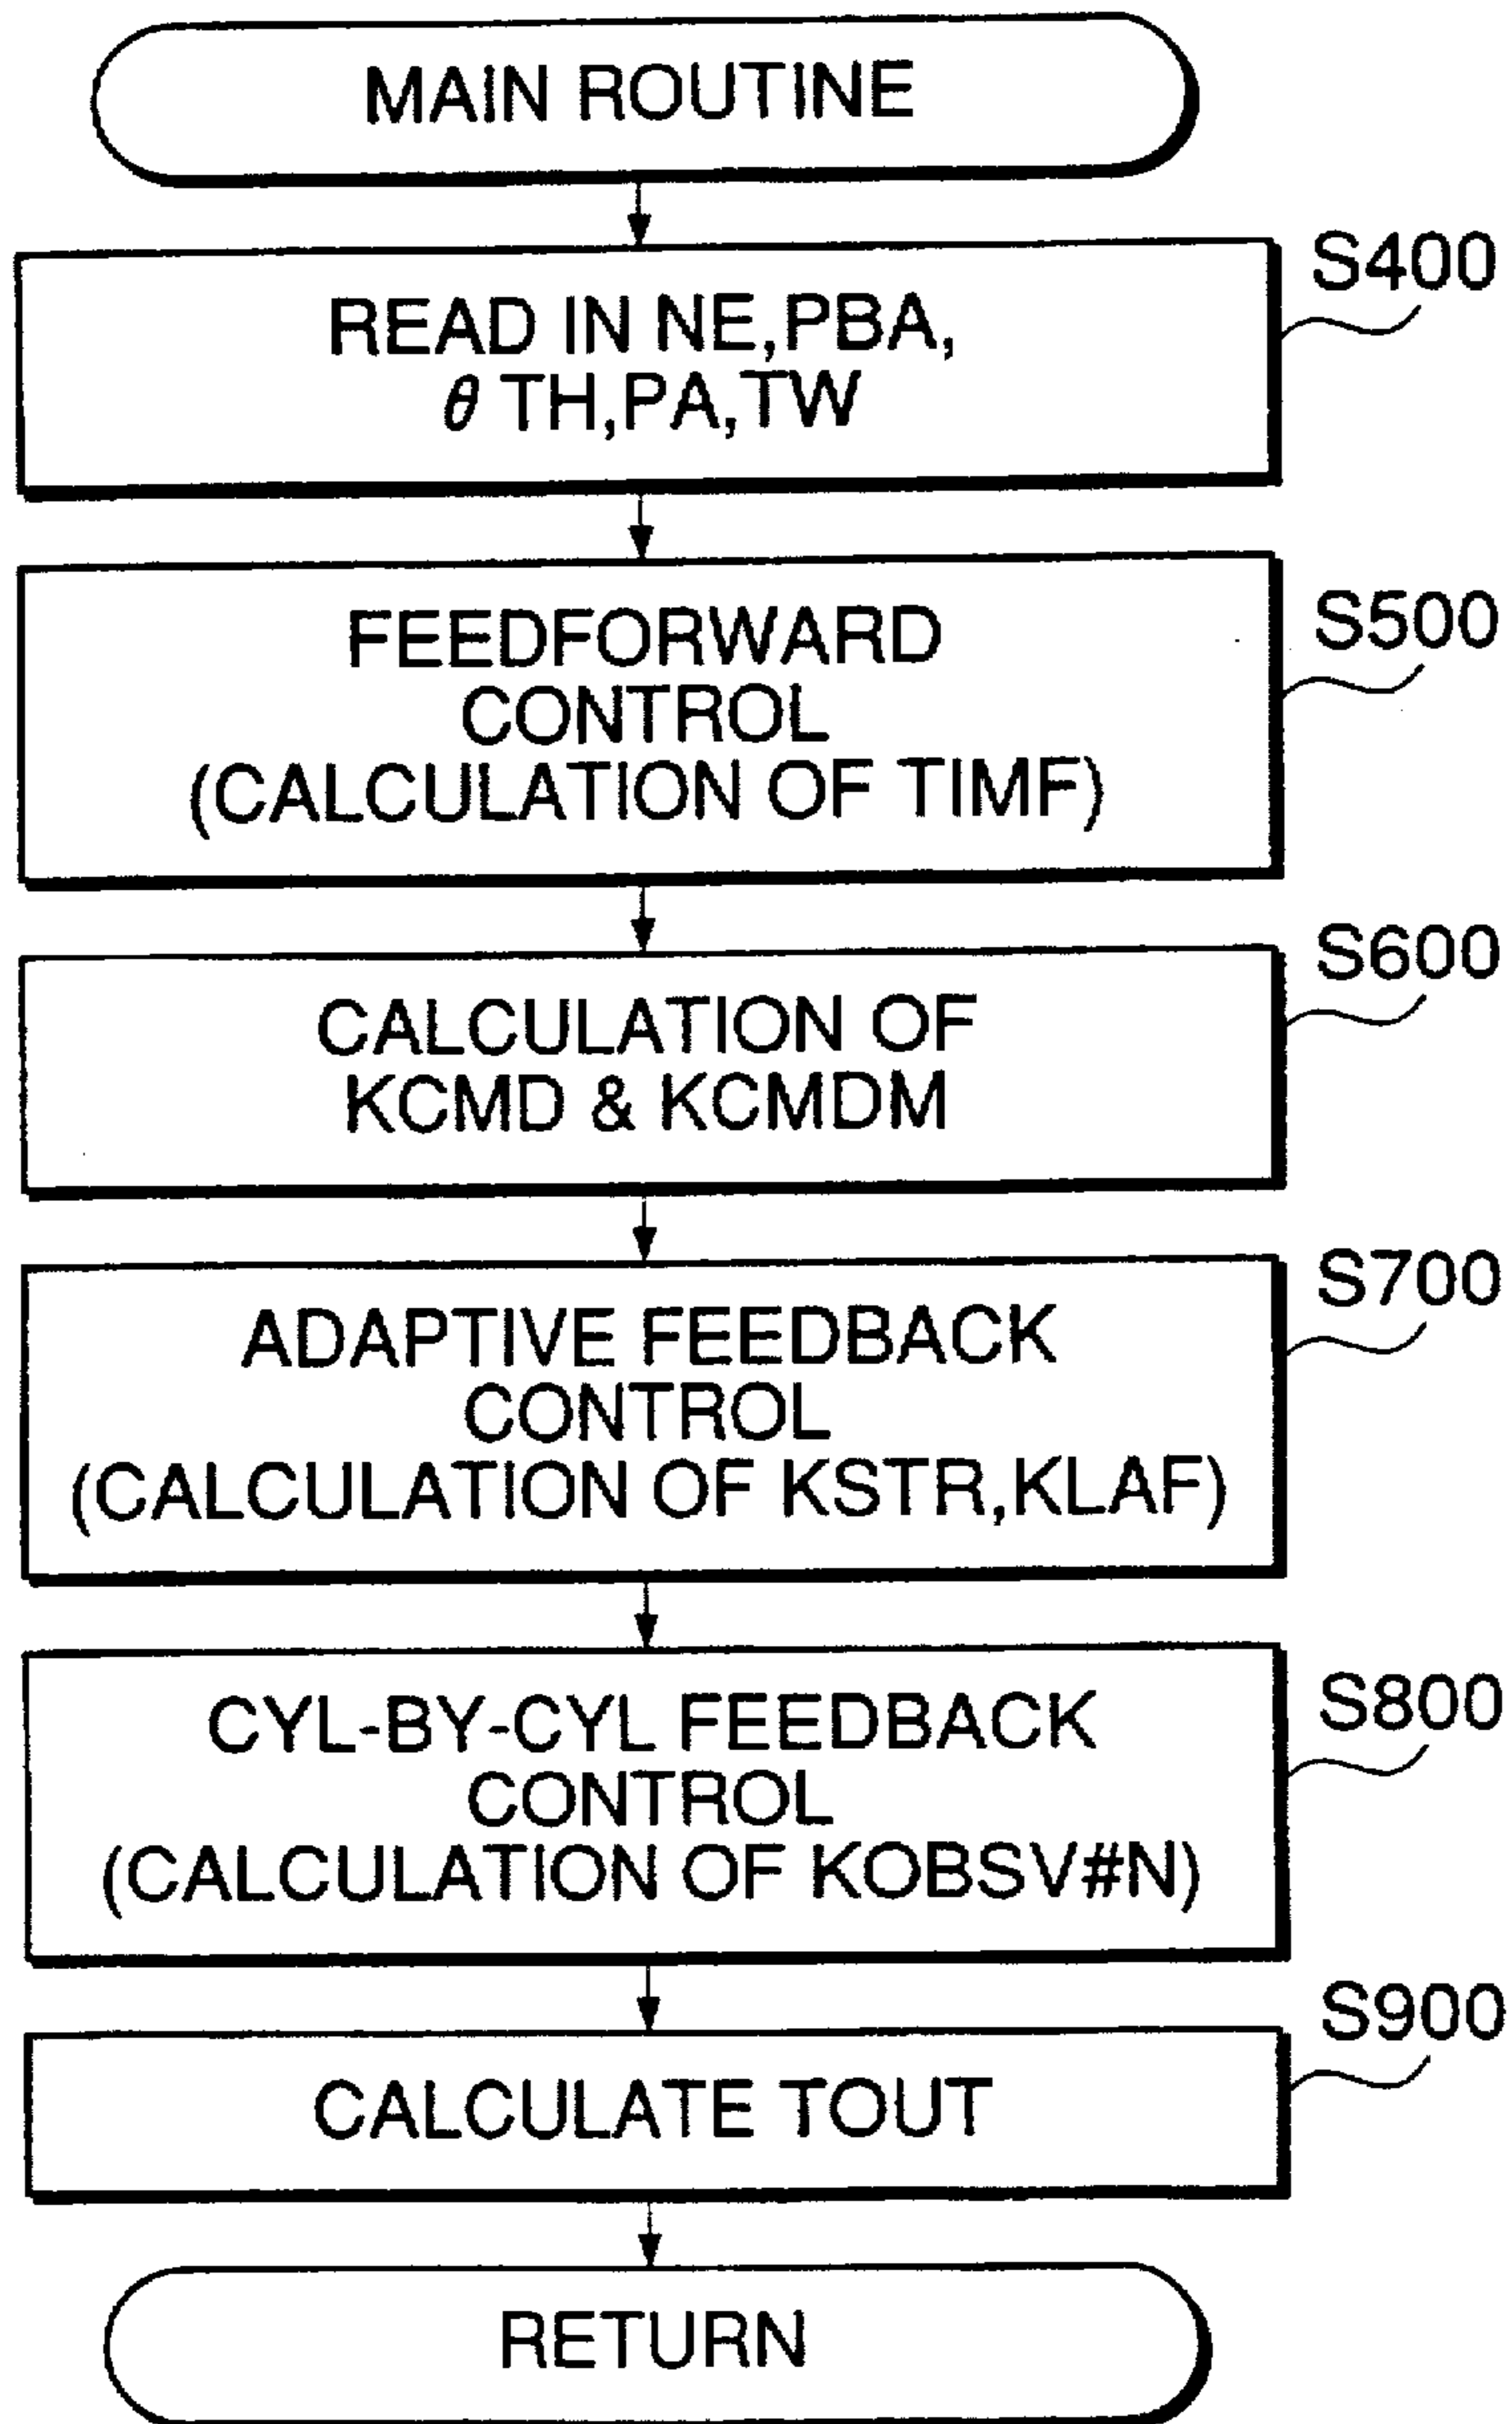 MAIN ROUTINE
S400
READ IN NE,PBA,
θ TH,PA,TW
S500
FEEDFORWARD
CONTROL
(CALCULATION OF TIMF)
S600
CALCULATION OF
KCMD & KCMDM
S700
ADAPTIVE FEEDBACK
CONTROL
(CALCULATION OF KSTR,KLAF)
S800
CYL-BY-CYL FEEDBACK
CONTROL
(CALCULATION OF KOBSV#N)
S900
CALCULATE TOUT
RETURN